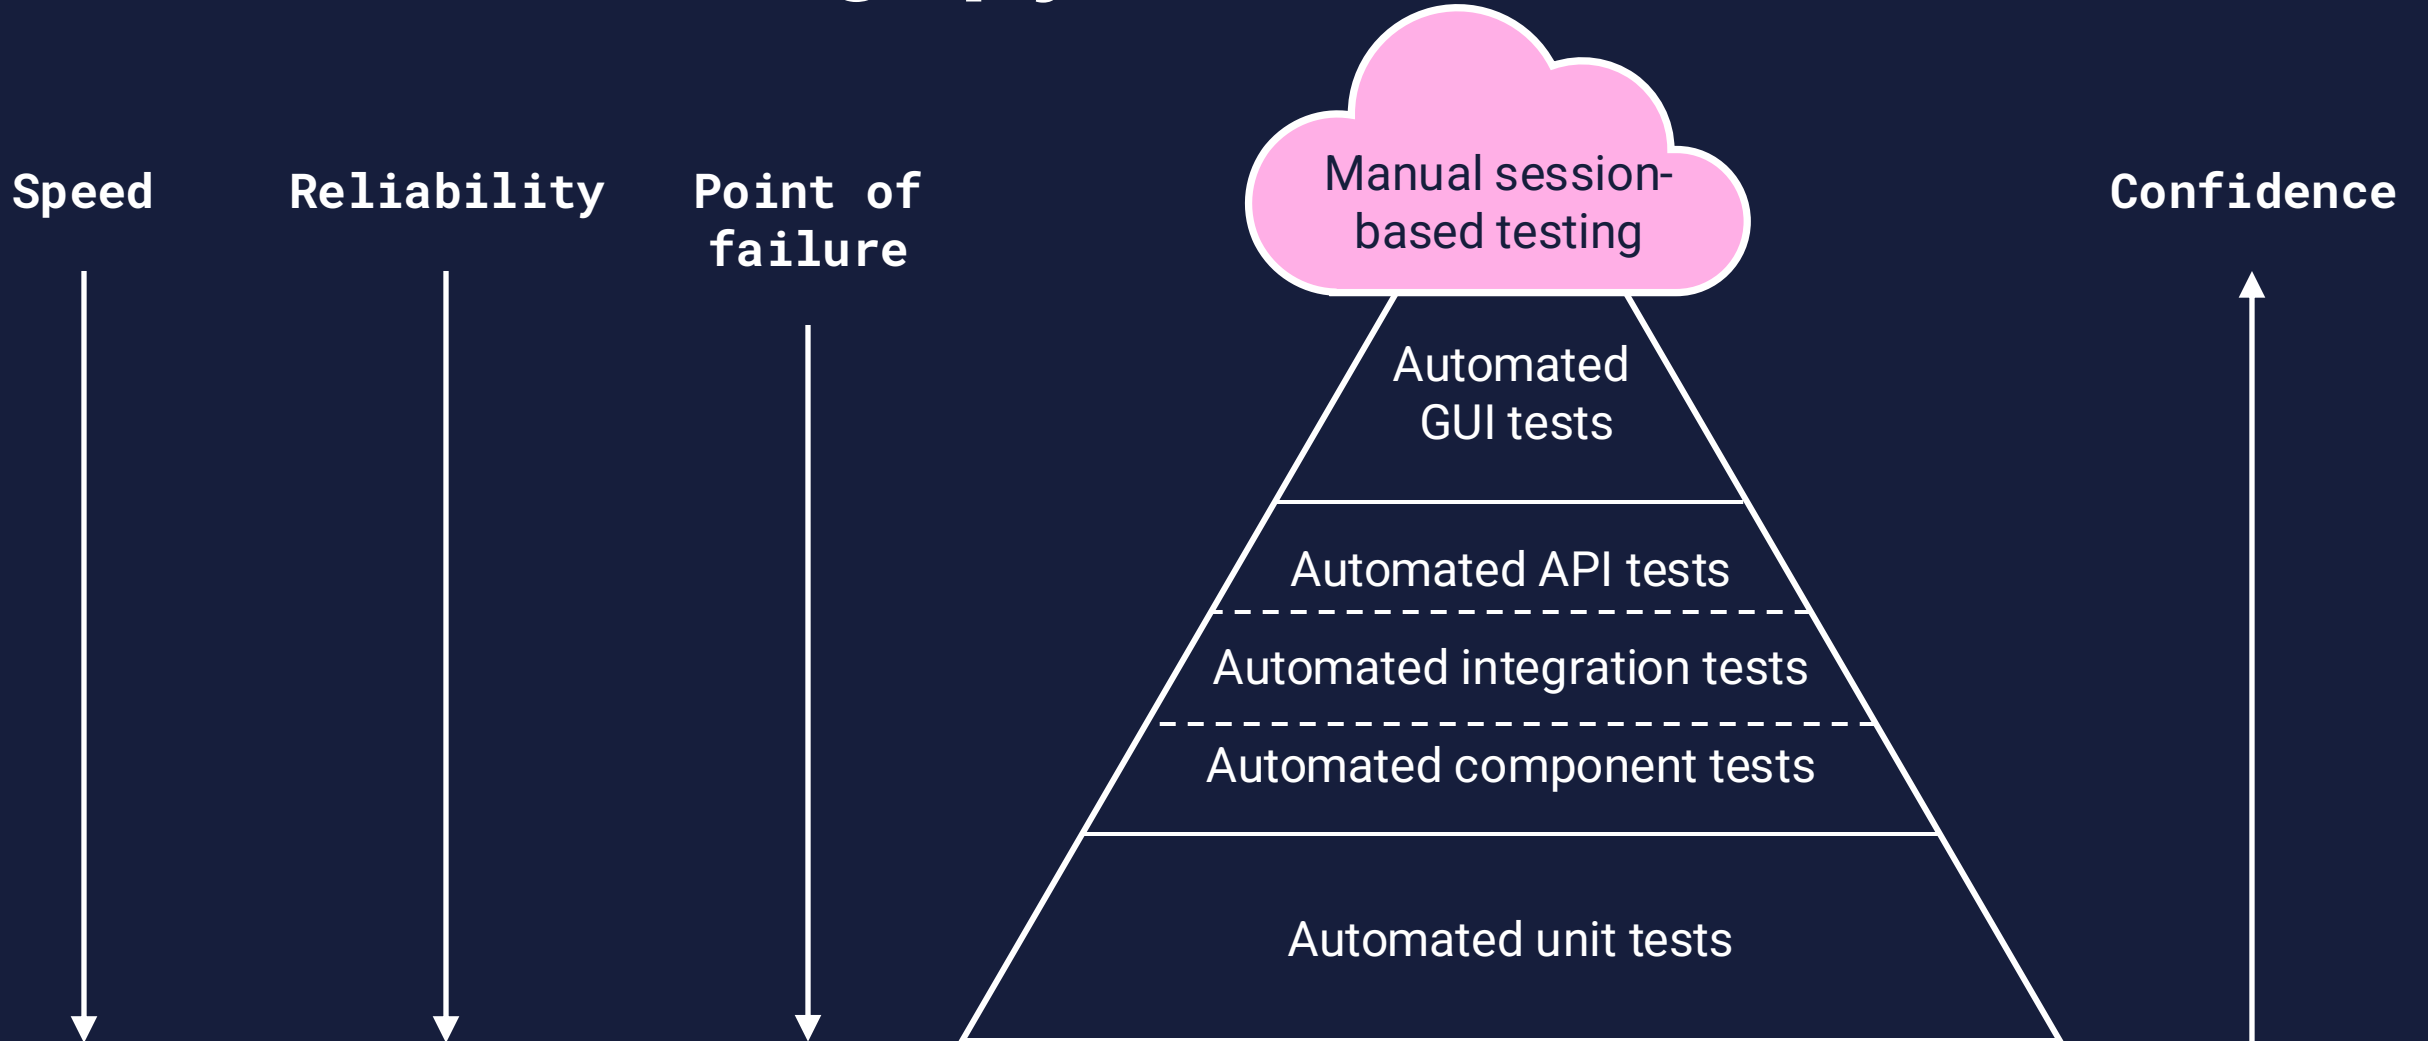 Speed
Reliability
Point of
failure
Manual session-
based testing
Confidence
Automated
GUI tests
Automated API tests
Automated integration tests
Automated component tests
Automated unit tests